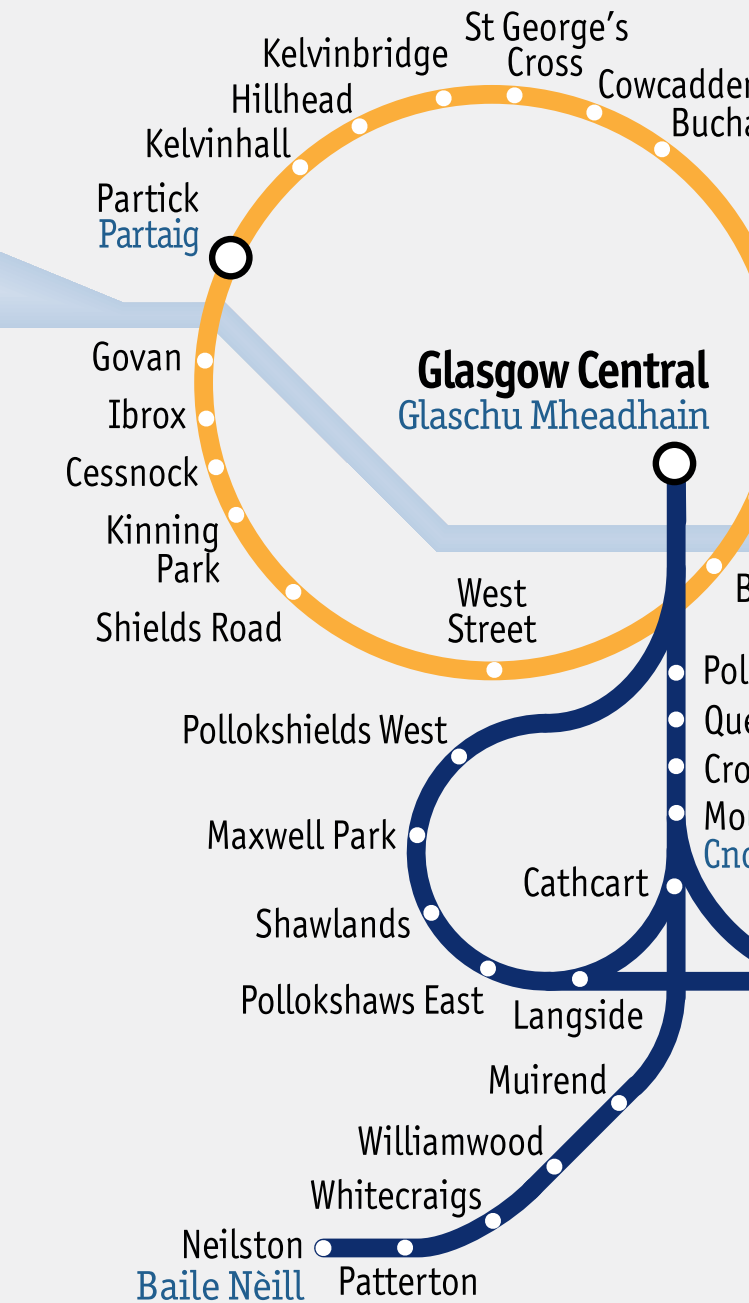 St George’s
Cross
Kelvinbridge
Hillhead
Kelvinhall
Partick
Partaig
Govan
Ibrox
Cessnock
Kinning
Park
Shields Road
West
Street
Glasgow Central
Glaschu Mheadhain
Pollokshields West
Maxwell Park
Shawlands
Pollokshaws East
Langside
Cathcart
Muirend
Williamwood
Whitecraigs
Patterton
Neilston
Baile Nèill